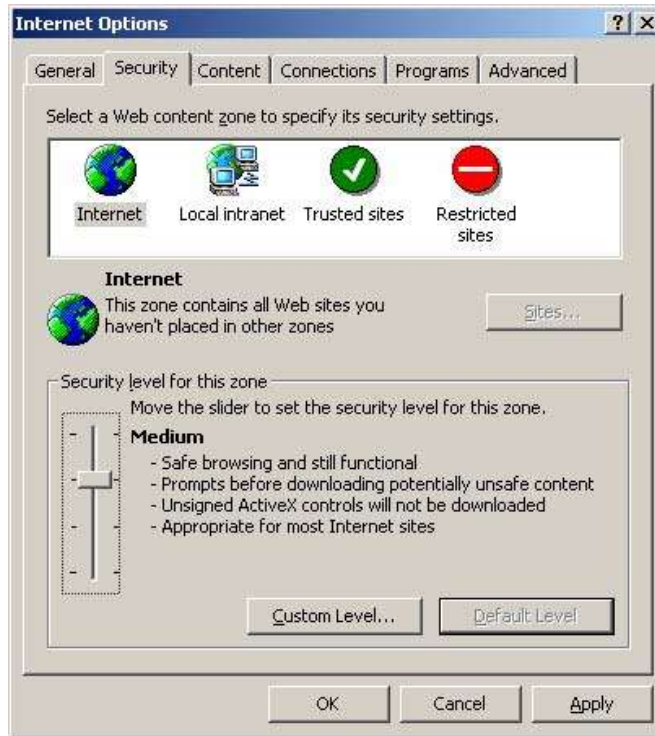 Internet Options
General Security Content Connections Programs Advanced
Select a Web content zone to specify its security settings.
Internet Local intranet Trusted sites Restricted
sites
Internet
This zone contains all Web sites you
haven't placed in other zones
Sites...
Security level for this zone
Move the slider to set the security level for this zone.
Medium
- Safe browsing and still functional
- Prompts before downloading potentially unsafe content
- Unsigned ActiveX controls will not be downloaded
- Appropriate for most Internet sites
Custom Level... Default Level
OK Cancel Apply